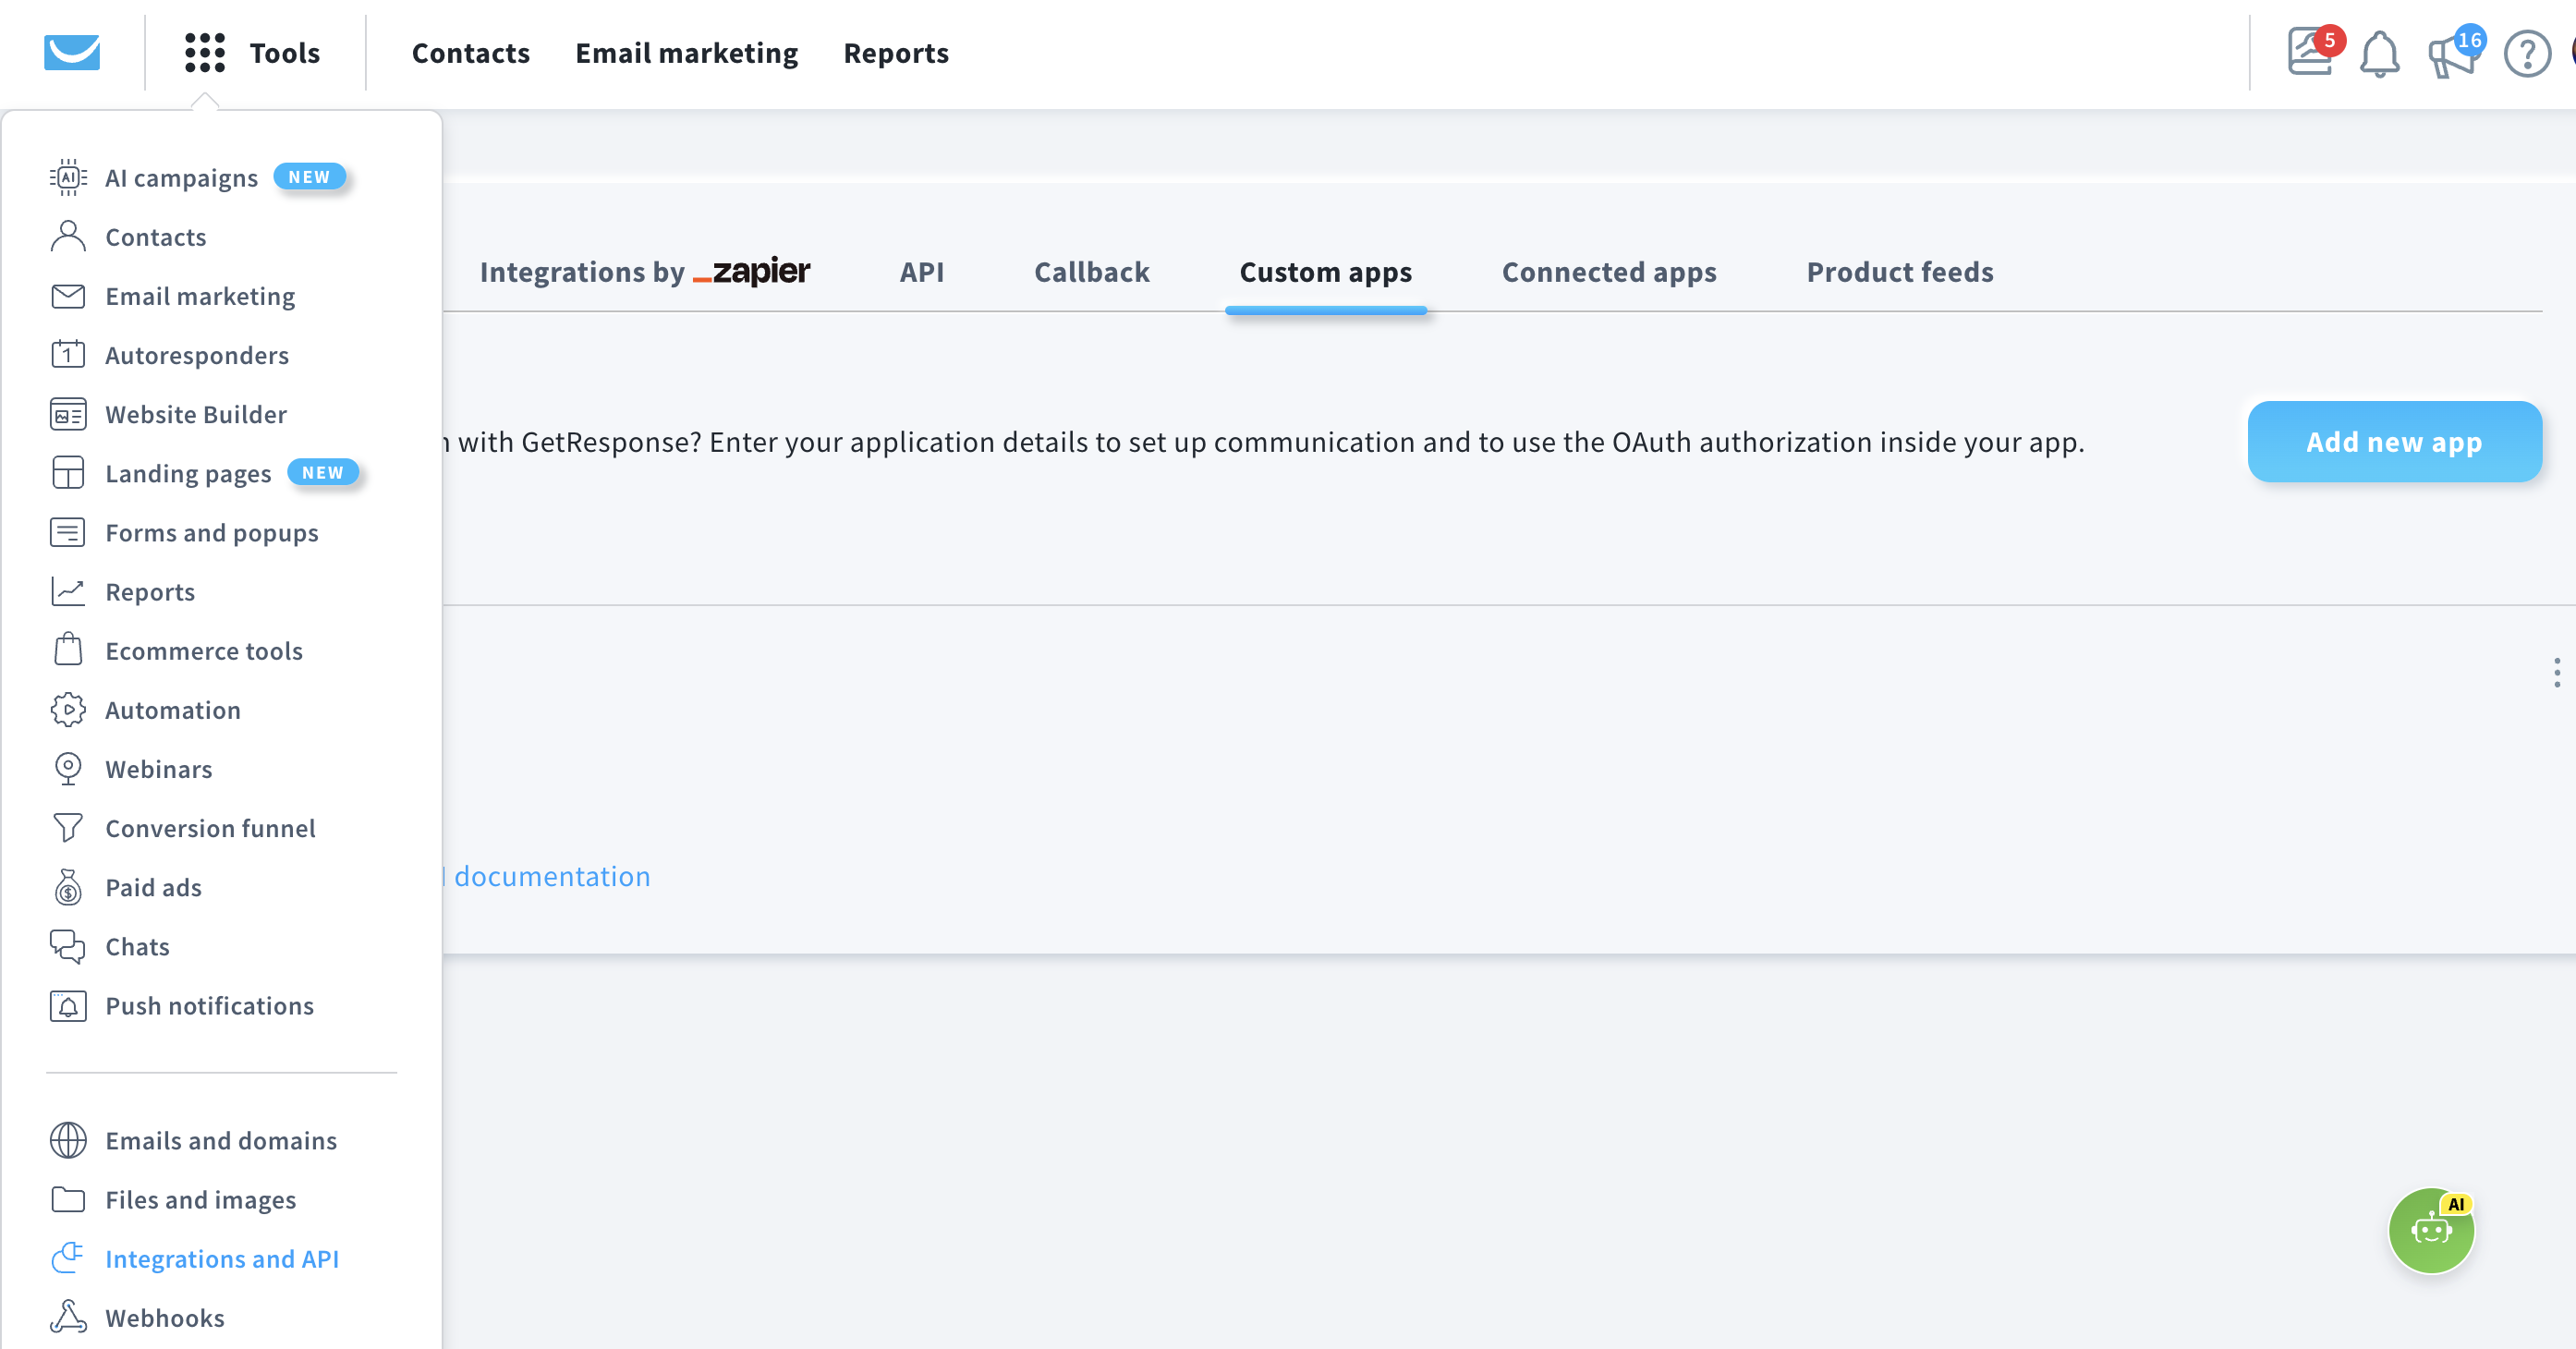 Tools
Contacts
Email marketing
Reports
5
16
?
AI campaigns NEW
Contacts
Email marketing
1 Autoresponders
Website Builder
Landing pages NEW
Forms and popups
Reports
Ecommerce tools
Automation
Webinars
Conversion funnel
$ Paid ads
Chats
Push notifications
Emails and domains
Files and images
Integrations and API
Webhooks
Integrations by zapier
API
Callback
Custom apps
Connected apps
Product feeds
with GetResponse? Enter your application details to set up communication and to use the OAuth authorization inside your app.
Add new app
documentation
AI